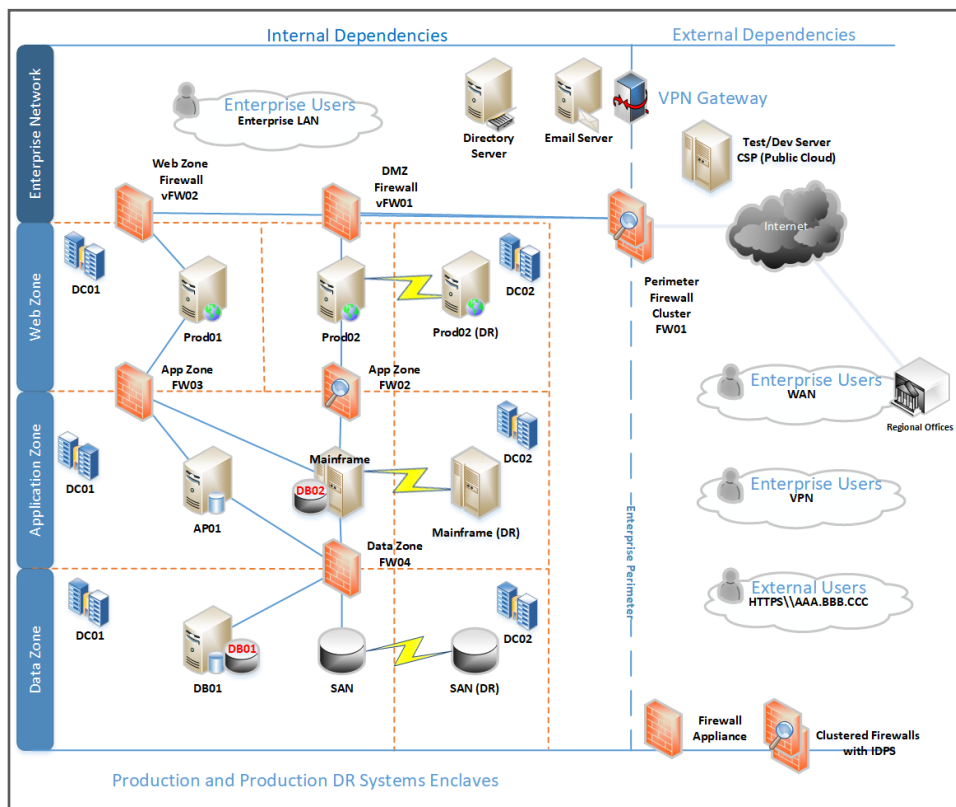 Internal Dependencies
External Dependencies
Enterprise Network
Enterprise Users
Enterprise LAN
Directory
Server
Email Server
VPN Gateway
Test/Dev Server
CSP (Public Cloud)
Web Zone
Firewall
vFW02
DMZ
Firewall
vFW01
Internet
Perimeter
Firewall
Cluster
FW01
Web Zone
DC01
Prod01
Prod02
Prod02 (DR)
DC02
App Zone
FW03
App Zone
FW02
Enterprise Users
WAN
Regional Offices
Application Zone
DC01
AP01
Mainframe
DB02
Mainframe (DR)
DC02
Data Zone
FW04
Enterprise Perimeter
Enterprise Users
VPN
External Users
HTTPS\\AAA.BBB.CCC
Data Zone
DC01
DB01
DB01
SAN
SAN (DR)
DC02
Firewall
Appliance
Clustered Firewalls
with IDPS
Production and Production DR Systems Enclaves